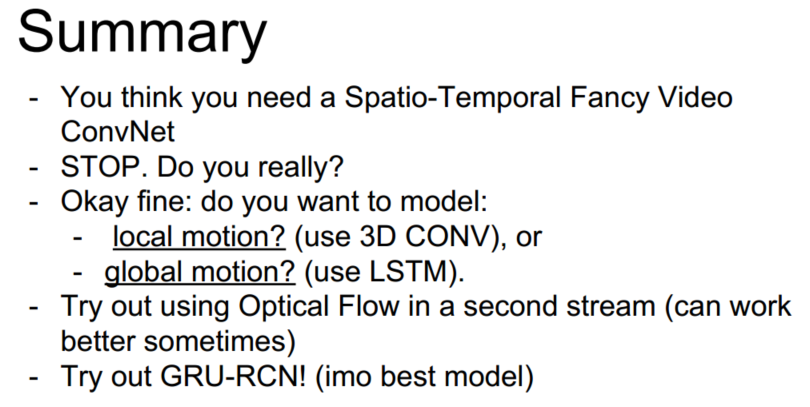 Summary
- You think you need a Spatio-Temporal Fancy Video
ConvNet
- STOP. Do you really?
- Okay fine: do you want to model:
- local motion? (use 3D CONV), or
- global motion? (use LSTM).
- Try out using Optical Flow in a second stream (can work
better sometimes)
- Try out GRU-RCN! (imo best model)